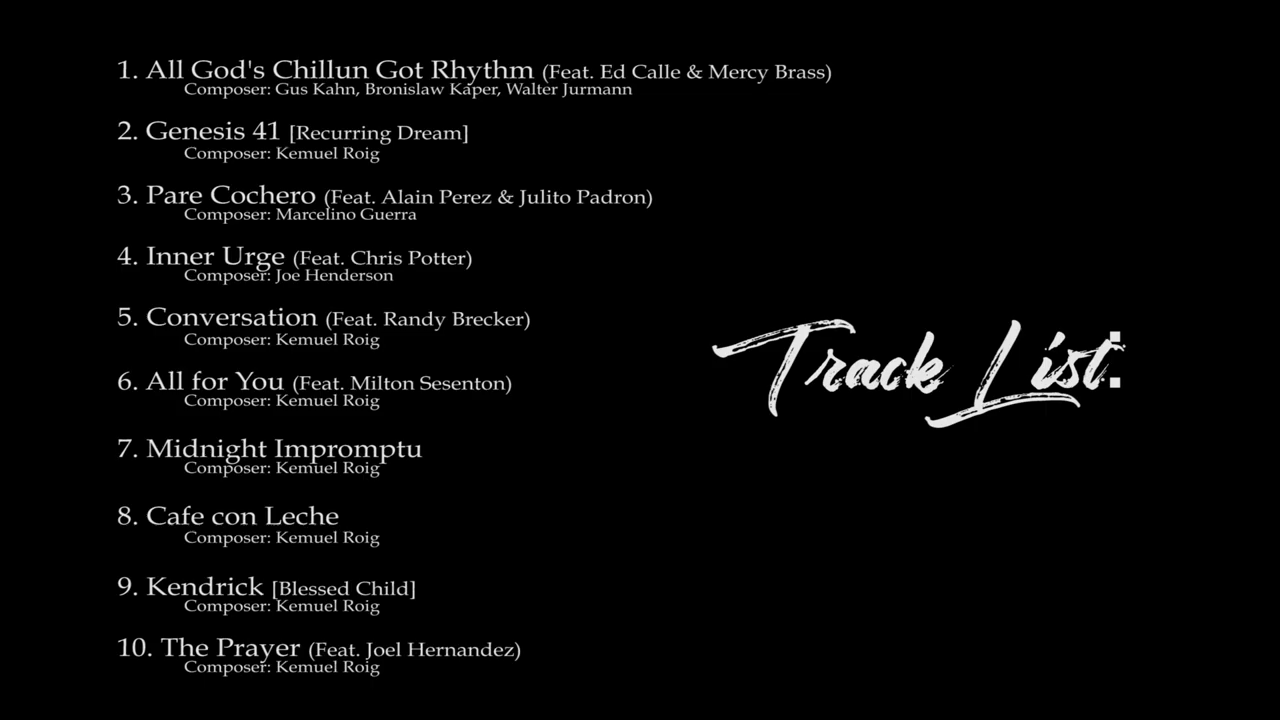 1. All God's Chillun Got Rhythm (Feat. Ed Calle & Mercy Brass)
Composer: Gus Kahn, Bronislaw Kaper, Walter Jurmann
2. Genesis 41 [Recurring Dream]
Composer: Kemuel Roig
3. Pare Cochero (Feat. Alain Perez & Julito Padron)
Composer: Marcelino Guerra
4. Inner Urge (Feat. Chris Potter)
Composer: Joe Henderson
5. Conversation (Feat. Randy Brecker)
Composer: Kemuel Roig
6. All for You (Feat. Milton Sesenton)
Composer: Kemuel Roig
7. Midnight Impromptu
Composer: Kemuel Roig
8. Cafe con Leche
Composer: Kemuel Roig
9. Kendrick [Blessed Child]
Composer: Kemuel Roig
10. The Prayer (Feat. Joel Hernandez)
Composer: Kemuel Roig
Track List: